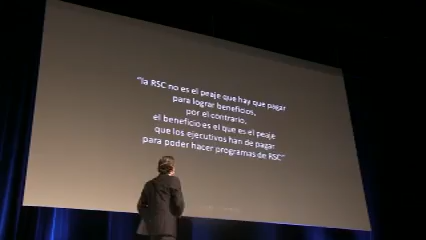 "la RSC no es el peaje que hay que pagar
para lograr beneficios,
por el contrario,
el beneficio es el que es el peaje
que los ejecutivos han de pagar
para poder hacer programas de RSC"